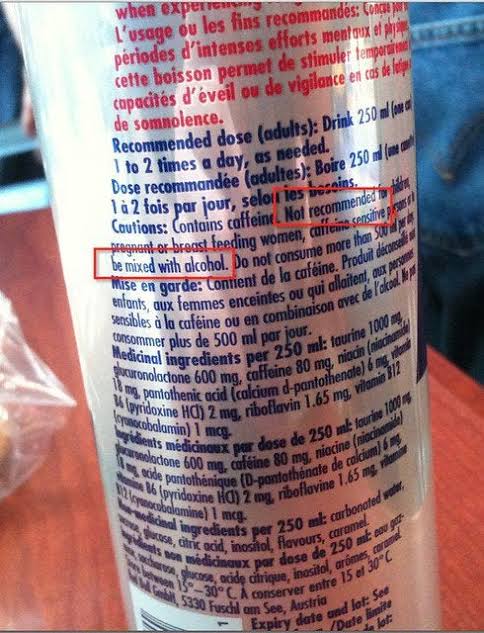 when experiencing
L'usage ou les fins recommandés: Conçue pour
périodes d'intenses efforts mentaux et physiques,
cette boisson permet de stimuler temporairement
capacités d'éveil ou de vigilance en cas de fatigue
de somnolence.
Recommended dose (adults): Drink 250 ml (one can)
1 to 2 times a day, as needed.
Dose recommandée (adultes): Boire 250 ml (une
1 à 2 fois par jour, selon les besoins.
Cautions: Contains caffeine. Not recommended for children,
pregnant or breast feeding women, caffeine sensitive persons or to
be mixed with alcohol. Do not consume more than 500 ml per day.
Mise en garde: Contient de la caféine. Produit déconseillé aux
enfants, aux femmes enceintes ou qui allaitent, aux personnes
sensibles à la caféine ou en combinaison avec de l'alcool. Ne pas
consommer plus de 500 ml par jour.
Medicinal ingredients per 250 ml: taurine 1000 mg,
glucuronolactone 600 mg, caffeine 80 mg, niacin (niacinamide)
18 mg, pantothenic acid (calcium d-pantothenate) 6 mg, vitamin
B6 (pyridoxine HCl) 2 mg, riboflavin 1.65 mg, vitamin B12
(cyanocobalamin) 1 mcg.
Ingrédients médicinaux par dose de 250 ml: taurine 1000 mg,
glucuronolactone 600 mg, caféine 80 mg, niacine (niacinamide)
18 mg, acide pantothénique (D-pantothénate de calcium) 6 mg,
vitamine B6 (pyridoxine HCl) 2 mg, riboflavine 1.65 mg, vitamine
B12 (cyanocobalamine) 1 mcg.
Non-medicinal ingredients per 250 ml: carbonated water,
sucrose, glucose, citric acid, inositol, flavours, caramel.
Ingrédients non médicinaux par dose de 250 ml: eau gaz-
saccharose, glucose, acide citrique, inositol, arômes, caramel.
Store between 15°-30°C. A conserver entre 15 et 30°C.
Red Bull GmbH, 5330 Fuschl am See, Austria
Expiry date and lot: See
/Date limite
de lot: